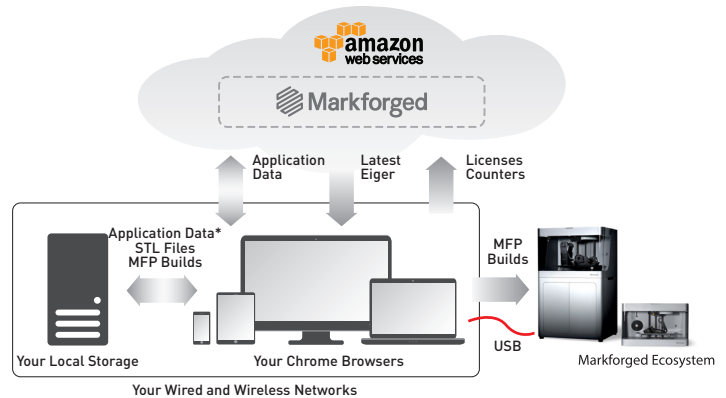 amazon
web services
Markforged
Application
Data
Latest
Eiger
Licenses
Counters
Application Data*
STL Files
MFP Builds
MFP
Builds
USB
Your Local Storage
Your Chrome Browsers
Markforged Ecosystem
Your Wired and Wireless Networks